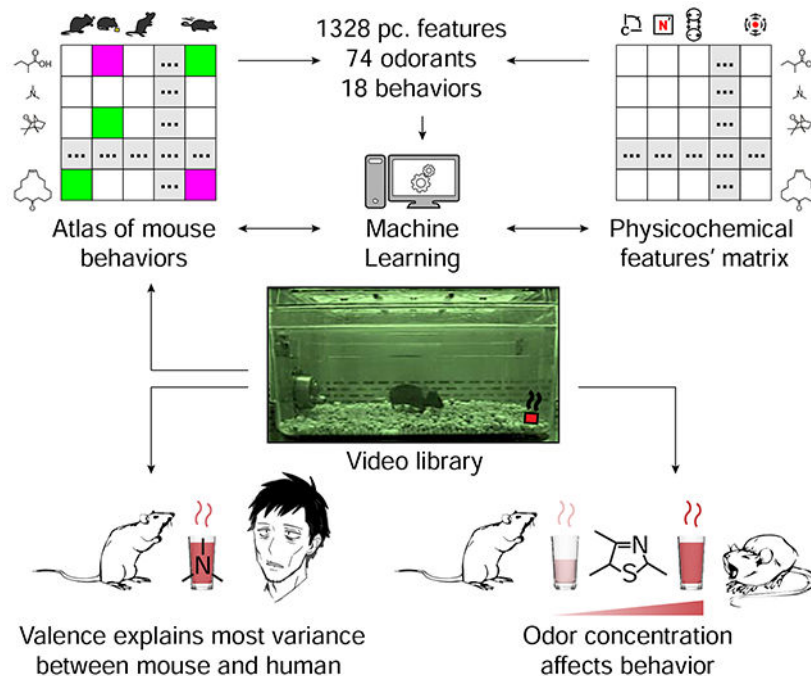 1328 pc. features
74 odorants
18 behaviors
OH
...
...
... ... ... ... ...
...
O
C
N
...
...
... ... ... ... ...
...
O
Atlas of mouse
behaviors
Machine
Learning
Physicochemical
features' matrix
Video library
N
N
S
Valence explains most variance
between mouse and human
Odor concentration
affects behavior